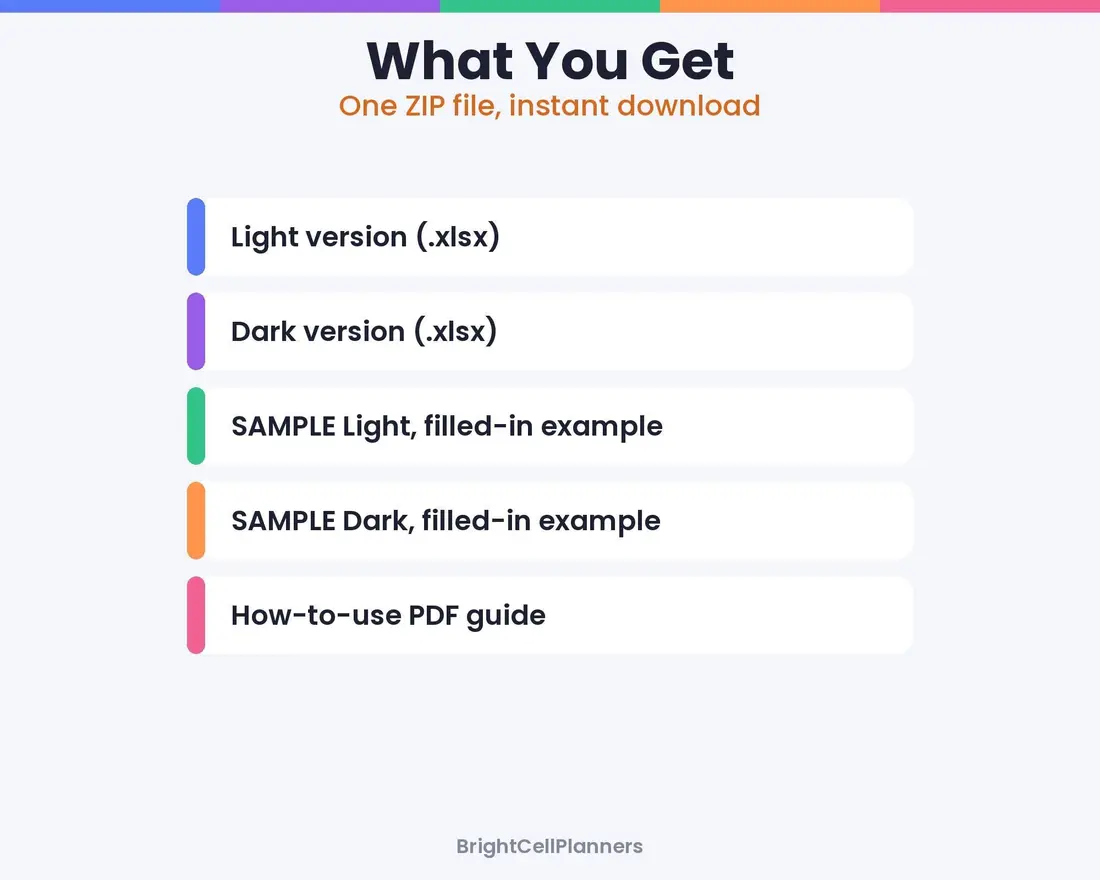 What You Get
One ZIP file, instant download
Light version (.xlsx)
Dark version (.xlsx)
SAMPLE Light, filled-in example
SAMPLE Dark, filled-in example
How-to-use PDF guide
BrightCellPlanners